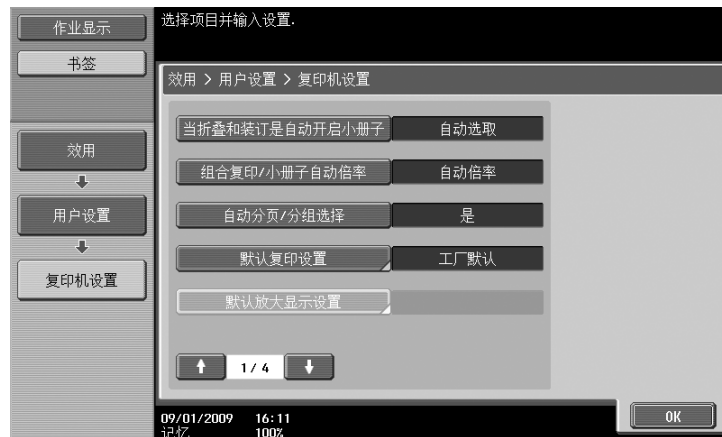 作业显示
选择项目并输入设置.
书签
效用 > 用户设置 > 复印机设置
当折叠和装订是自动开启小册子 自动选取
组合复印/小册子自动倍率 自动倍率
自动分页/分组选择 是
默认复印设置 工厂默认
默认放大显示设置
效用
用户设置
复印机设置
1/ 4
OK
09/01/2009 16:11
记忆 100%